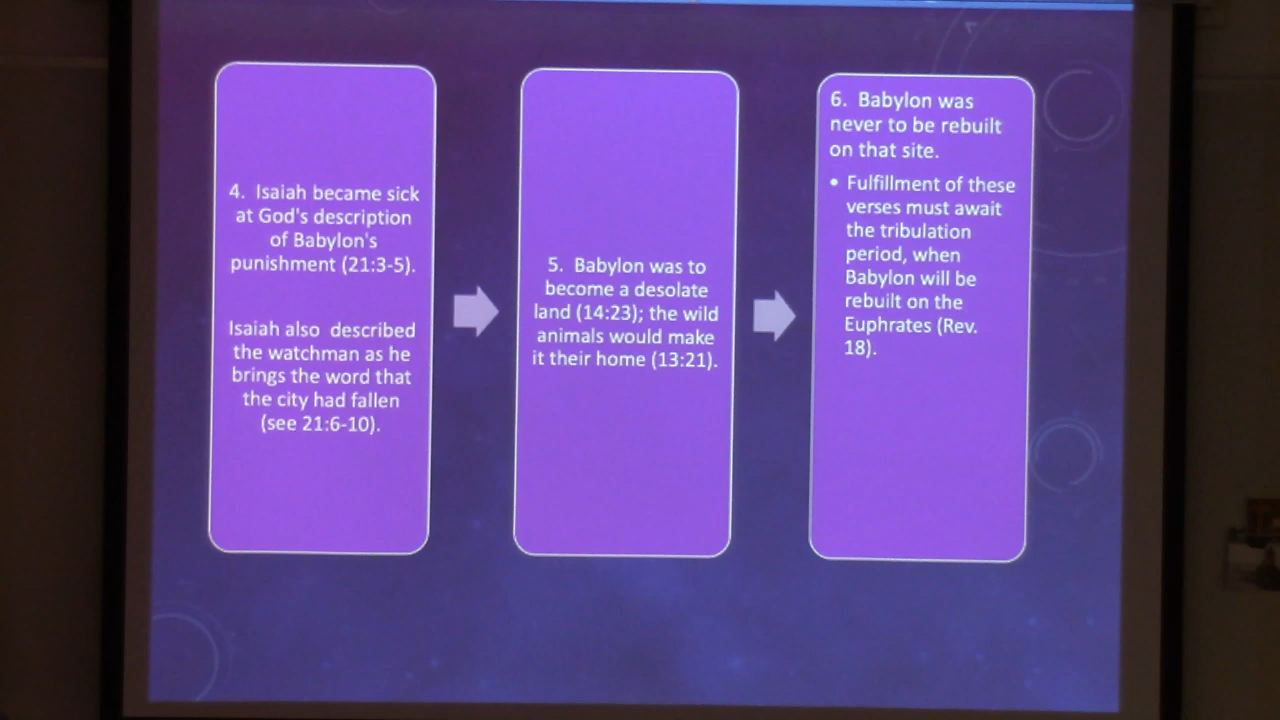 4. Isaiah became sick
at God's description
of Babylon's
punishment (21:3-5).
Isaiah also described
the watchman as he
brings the word that
the city had fallen
(see 21:6-10).
5. Babylon was to
become a desolate
land (14:23); the wild
animals would make
it their home (13:21).
6. Babylon was
never to be rebuilt
on that site.
• Fulfillment of these
verses must await
the tribulation
period, when
Babylon will be
rebuilt on the
Euphrates (Rev.
18).